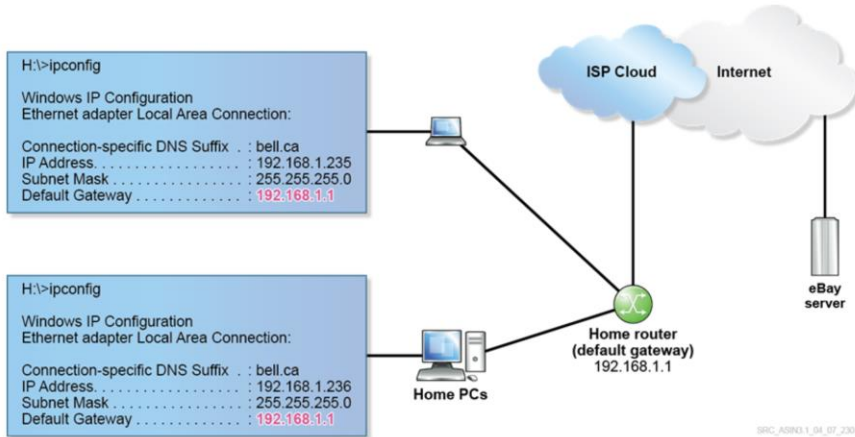 H:\>ipconfig
Windows IP Configuration
Ethernet adapter Local Area Connection:
Connection-specific DNS Suffix . : bell.ca
IP Address. . . . . . . . . . . . . . . . . . : 192.168.1.235
Subnet Mask . . . . . . . . . . . . . . . : 255.255.255.0
Default Gateway . . . . . . . . . . . . . : 192.168.1.1
ISP Cloud
Internet
eBay
server
Home router
(default gateway)
192.168.1.1
H:\>ipconfig
Windows IP Configuration
Ethernet adapter Local Area Connection:
Connection-specific DNS Suffix . : bell.ca
IP Address. . . . . . . . . . . . . . . . . . : 192.168.1.236
Subnet Mask . . . . . . . . . . . . . . . : 255.255.255.0
Default Gateway . . . . . . . . . . . . . : 192.168.1.1
Home PCs
SRC_ASIN3.1_04_07_230